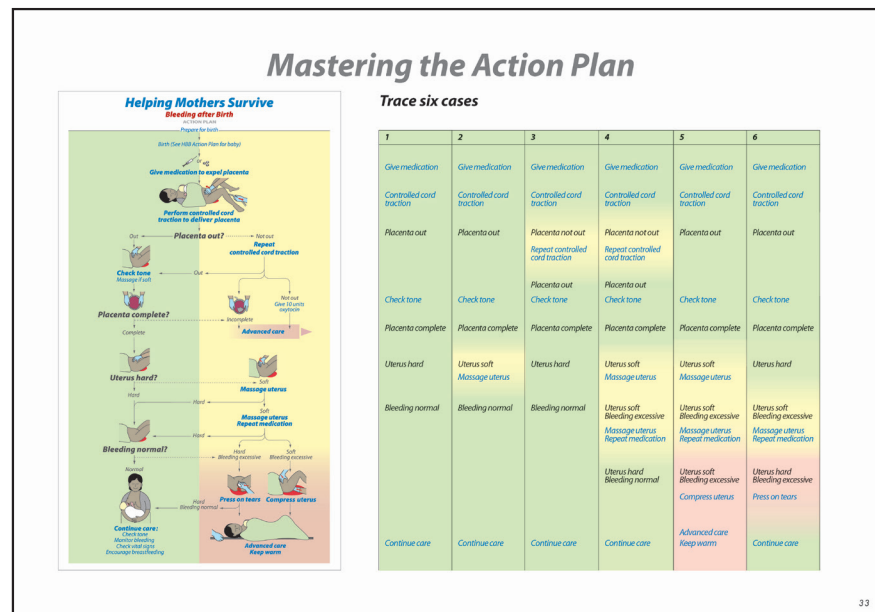 Mastering the Action Plan
Helping Mothers Survive
Bleeding after Birth
ACTION PLAN
Prepare for birth
Birth (See HBB Action Plan for baby)
or
Give medication to expel placenta
Perform controlled cord
traction to deliver placenta
Out
Placenta out?
Not out
Repeat
controlled cord traction
Check tone
Massage if soft
Out
Placenta complete?
Incomplete
Not out
Give 10 units
oxytocin
Complete
Advanced care
Uterus hard?
Soft
Massage uterus
Hard
Hard
Soft
Massage uterus
Repeat medication
Hard
Bleeding normal?
Hard
Bleeding excessive
Soft
Bleeding excessive
Normal
Press on tears
Compress uterus
Hard
Bleeding normal
Continue care:
Check tone
Monitor bleeding
Check vital signs
Encourage breastfeeding
Advanced care
Keep warm
Trace six cases
1 2 3 4 5 6
Give medication Give medication Give medication Give medication Give medication Give medication
Controlled cord Controlled cord Controlled cord Controlled cord Controlled cord Controlled cord
traction traction traction traction traction traction
Placenta out Placenta out Placenta not out Placenta not out Placenta out Placenta out
Repeat controlled Repeat controlled
cord traction cord traction
Placenta out Placenta out
Check tone Check tone Check tone Check tone Check tone Check tone
Placenta complete Placenta complete Placenta complete Placenta complete Placenta complete Placenta complete
Uterus hard Uterus soft Uterus hard Uterus soft Uterus soft Uterus hard
Massage uterus Massage uterus Massage uterus
Bleeding normal Bleeding normal Bleeding normal Uterus soft Uterus soft Uterus soft
Bleeding excessive Bleeding excessive Bleeding excessive
Massage uterus Massage uterus Massage uterus
Repeat medication Repeat medication Repeat medication
Uterus hard Uterus soft Uterus hard
Bleeding normal Bleeding excessive Bleeding excessive
Compress uterus Press on tears
Advanced care
Continue care Continue care Continue care Continue care Keep warm Continue care
33